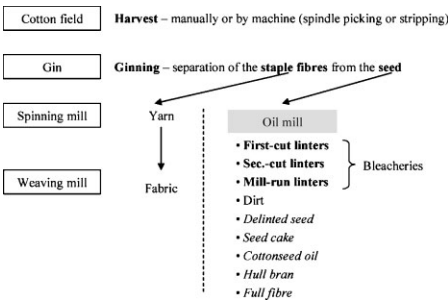 Cotton field
Harvest – manually or by machine (spindle picking or stripping)
Gin
Ginning – separation of the staple fibres from the seed
Spinning mill
Yarn
Oil mill
• First-cut linters
• Sec.-cut linters
• Mill-run linters
Bleacheries
Weaving mill
Fabric
• Dirt
• Delinted seed
• Seed cake
• Cottonseed oil
• Hull bran
• Full fibre